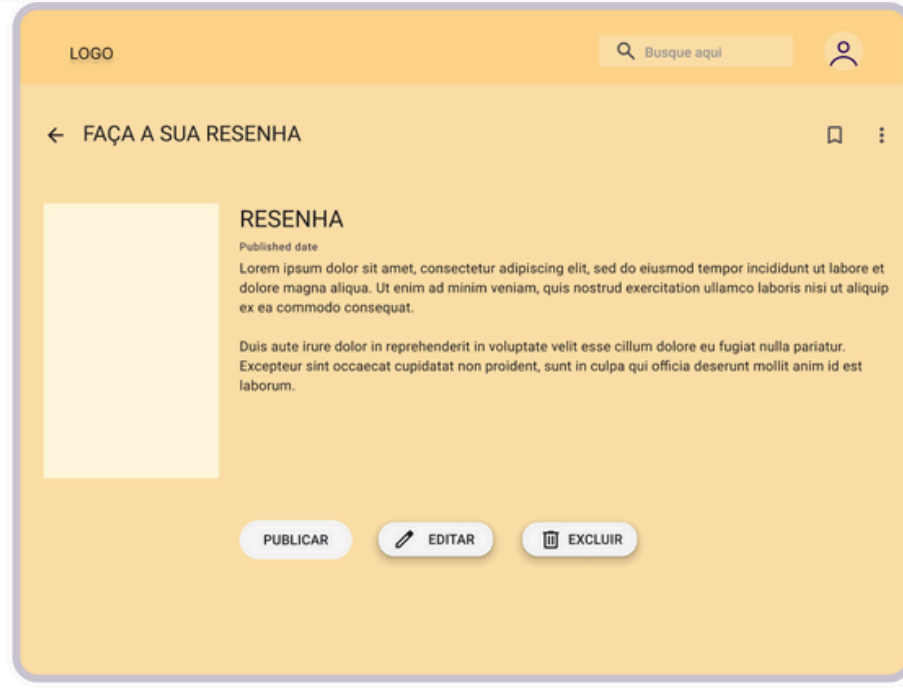 LOGO
Busque aqui
FAÇA A SUA RESENHA
RESENHA
Published date
Lorem ipsum dolor sit amet, consectetur adipiscing elit, sed do eiusmod tempor incididunt ut labore et
dolore magna aliqua. Ut enim ad minim veniam, quis nostrud exercitation ullamco laboris nisi ut aliquip
ex ea commodo consequat.
Duis aute irure dolor in reprehenderit in voluptate velit esse cillum dolore eu fugiat nulla pariatur.
Excepteur sint occaecat cupidatat non proident, sunt in culpa qui officia deserunt mollit anim id est
laborum.
PUBLICAR
EDITAR
EXCLUIR